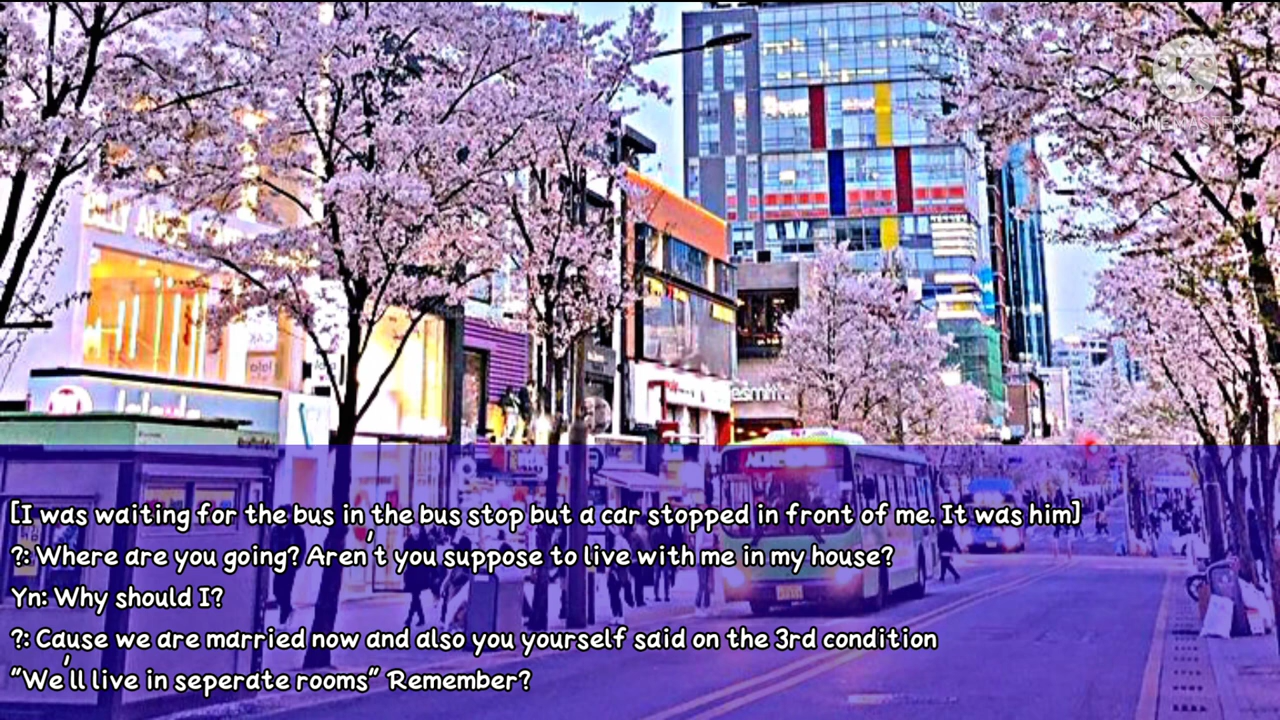 KINEMASTER
lalala
esmith
[I was waiting for the bus in the bus stop but a car stopped in front of me. It was him]
?: Where are you going? Aren't you suppose to live with me in my house?
Yn: Why should I?
?: Cause we are married now and also you yourself said on the 3rd condition
"We'll live in seperate rooms" Remember?